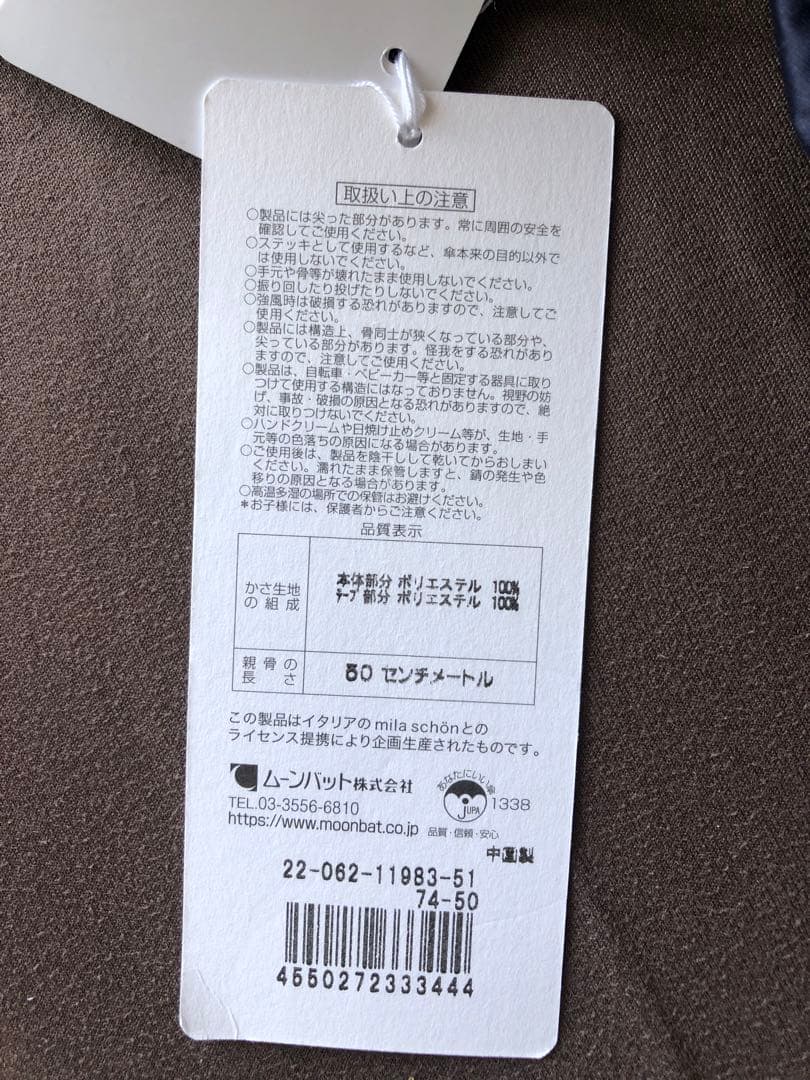 取扱い上の注意
○製品には尖った部分があります。常に周囲の安全を
確認してご使用ください。
○ステッキとして使用するなど、傘本来の目的以外で
は使用しないでください。
○手元や骨等が壊れたまま使用しないでください。
○振り回したり投げたりしないでください。
○強風時は破損する恐れがありますので、注意してご
使用ください。
○製品には構造上、骨同士が狭くなっている部分や、
尖っている部分があります。怪我をする恐れがあり
ますので、注意してご使用ください。
○製品は、自転車・ベビーカー等と固定する器具に取り
つけて使用する構造にはなっておりません。視野の妨
げ、事故・破損の原因となる恐れがありますので、絶
対に取りつけないでください。
○ハンドクリームや日焼け止めクリーム等が、生地・手
元等の色落ちの原因になる場合があります。
○ご使用後は、製品を陰干しして乾いてからおしまい
ください。濡れたまま保管しますと、錆の発生や色
移りの原因となる場合があります。
○高温多湿の場所での保管はお避けください。
*お子様には、保護者からご注意ください。
品質表示
かさ生地
の組成
本体部分 ポリエステル 100%
テープ部分 ポリエステル 100%
親骨の
長さ
50 センチメートル
この製品はイタリアのmila schönとの
ライセンス提携により企画生産されたものです。
ムーンバット株式会社
TEL.03-3556-6810
https://www.moonbat.co.jp
あなたにいい傘
JUPA
1338
品質・信頼・安心
中国製
22-062-11983-51
74-50
4550272333444